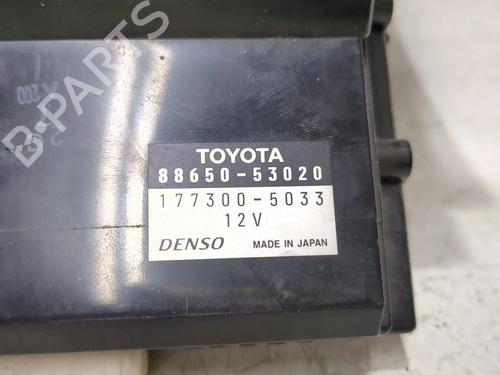 TOYOTA
88650-53020
177300-5033
12V
DENSO MADE IN JAPAN
B-PARTS